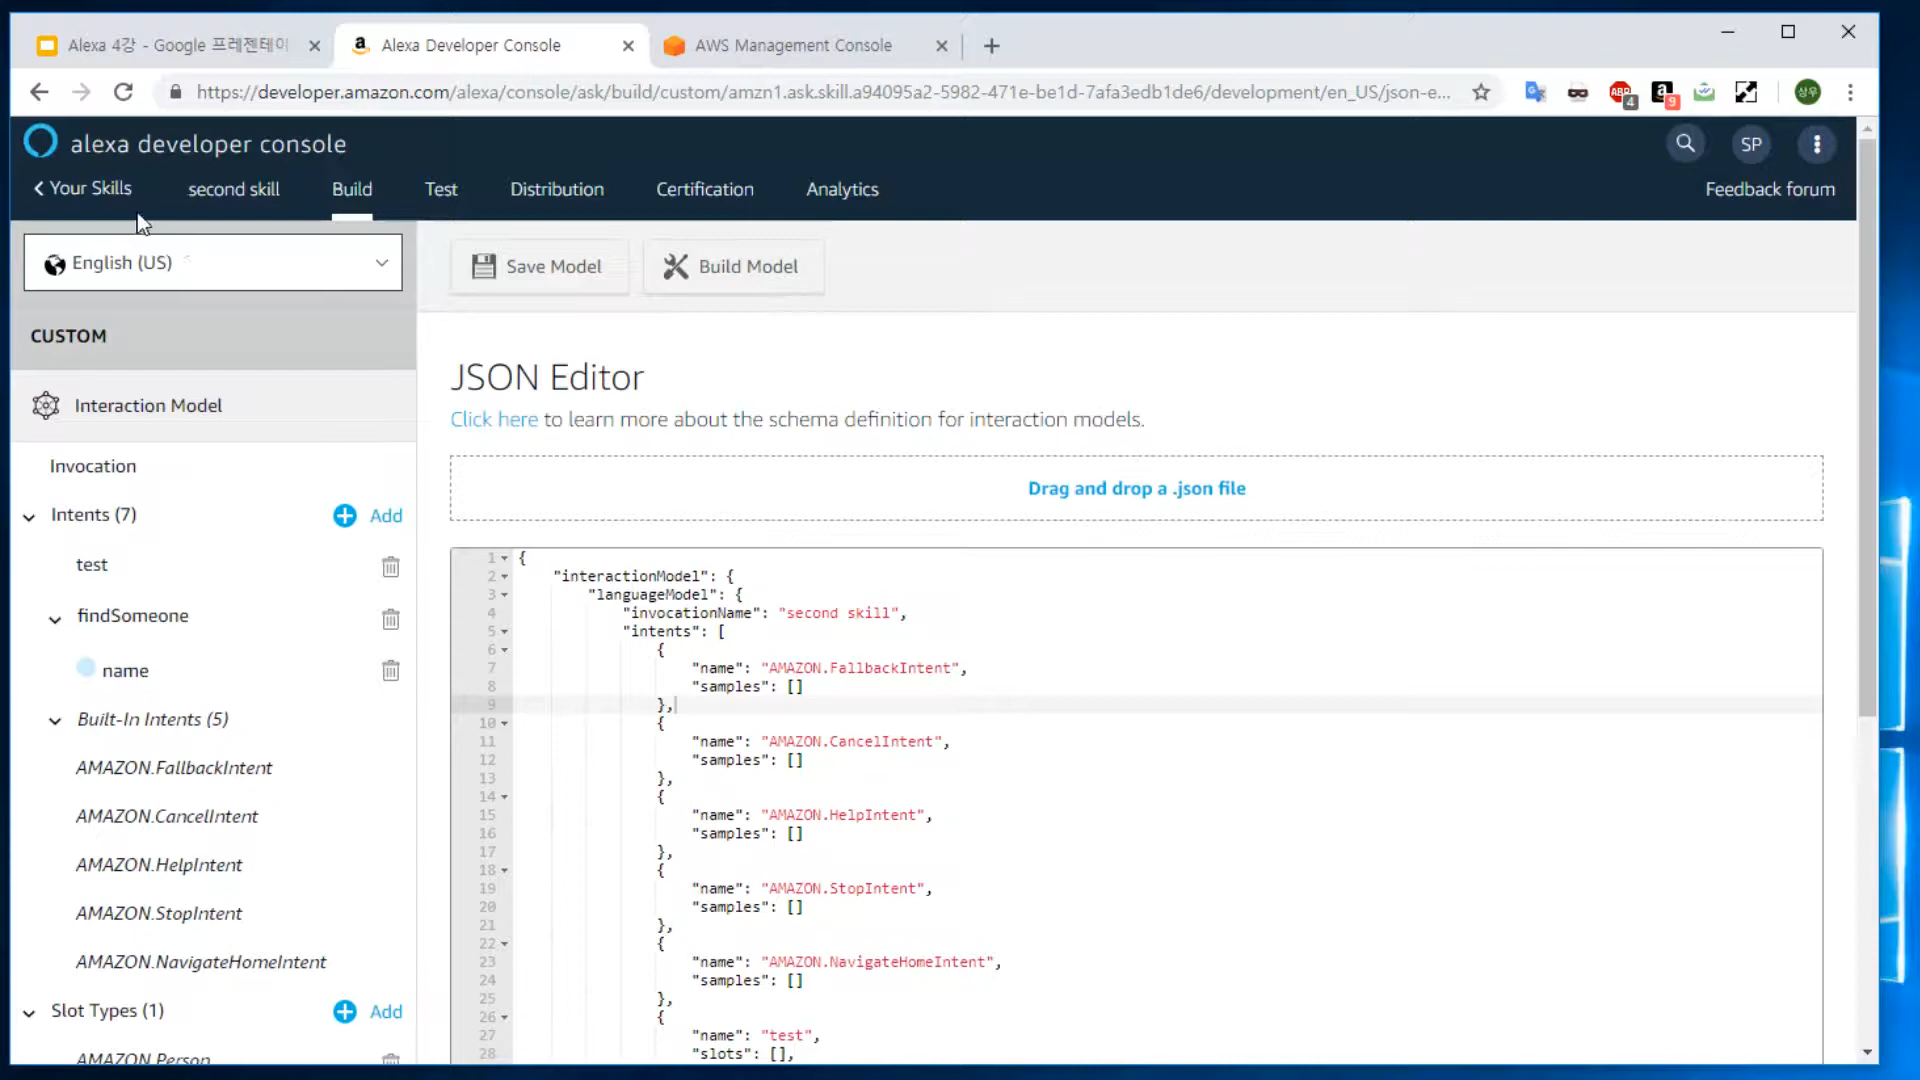 Alexa 4강 - Google 프레젠테이
Alexa Developer Console
AWS Management Console
https://developer.amazon.com/alexa/console/ask/build/custom/amzn1.ask.skill.a94095a2-5982-471e-be1d-7afa3edb1de6/development/en_US/json-e...
ABP
4
9
상우
alexa developer console
SP
Your Skills
second skill
Build
Test
Distribution
Certification
Analytics
Feedback forum
English (US)
Save Model
Build Model
CUSTOM
Interaction Model
JSON Editor
Click here to learn more about the schema definition for interaction models.
Drag and drop a .json file
Invocation
Intents (7)
Add
test
findSomeone
name
Built-In Intents (5)
AMAZON.FallbackIntent
AMAZON.CancelIntent
AMAZON.HelpIntent
AMAZON.StopIntent
AMAZON.NavigateHomeIntent
Slot Types (1)
Add
AMAZON.Person
1 {
2 "interactionModel": {
3 "languageModel": {
4 "invocationName": "second skill",
5 "intents": [
6 {
7 "name": "AMAZON.FallbackIntent",
8 "samples": []
9 },
10 {
11 "name": "AMAZON.CancelIntent",
12 "samples": []
13 },
14 {
15 "name": "AMAZON.HelpIntent",
16 "samples": []
17 },
18 {
19 "name": "AMAZON.StopIntent",
20 "samples": []
21 },
22 {
23 "name": "AMAZON.NavigateHomeIntent",
24 "samples": []
25 },
26 {
27 "name": "test",
28 "slots": [],